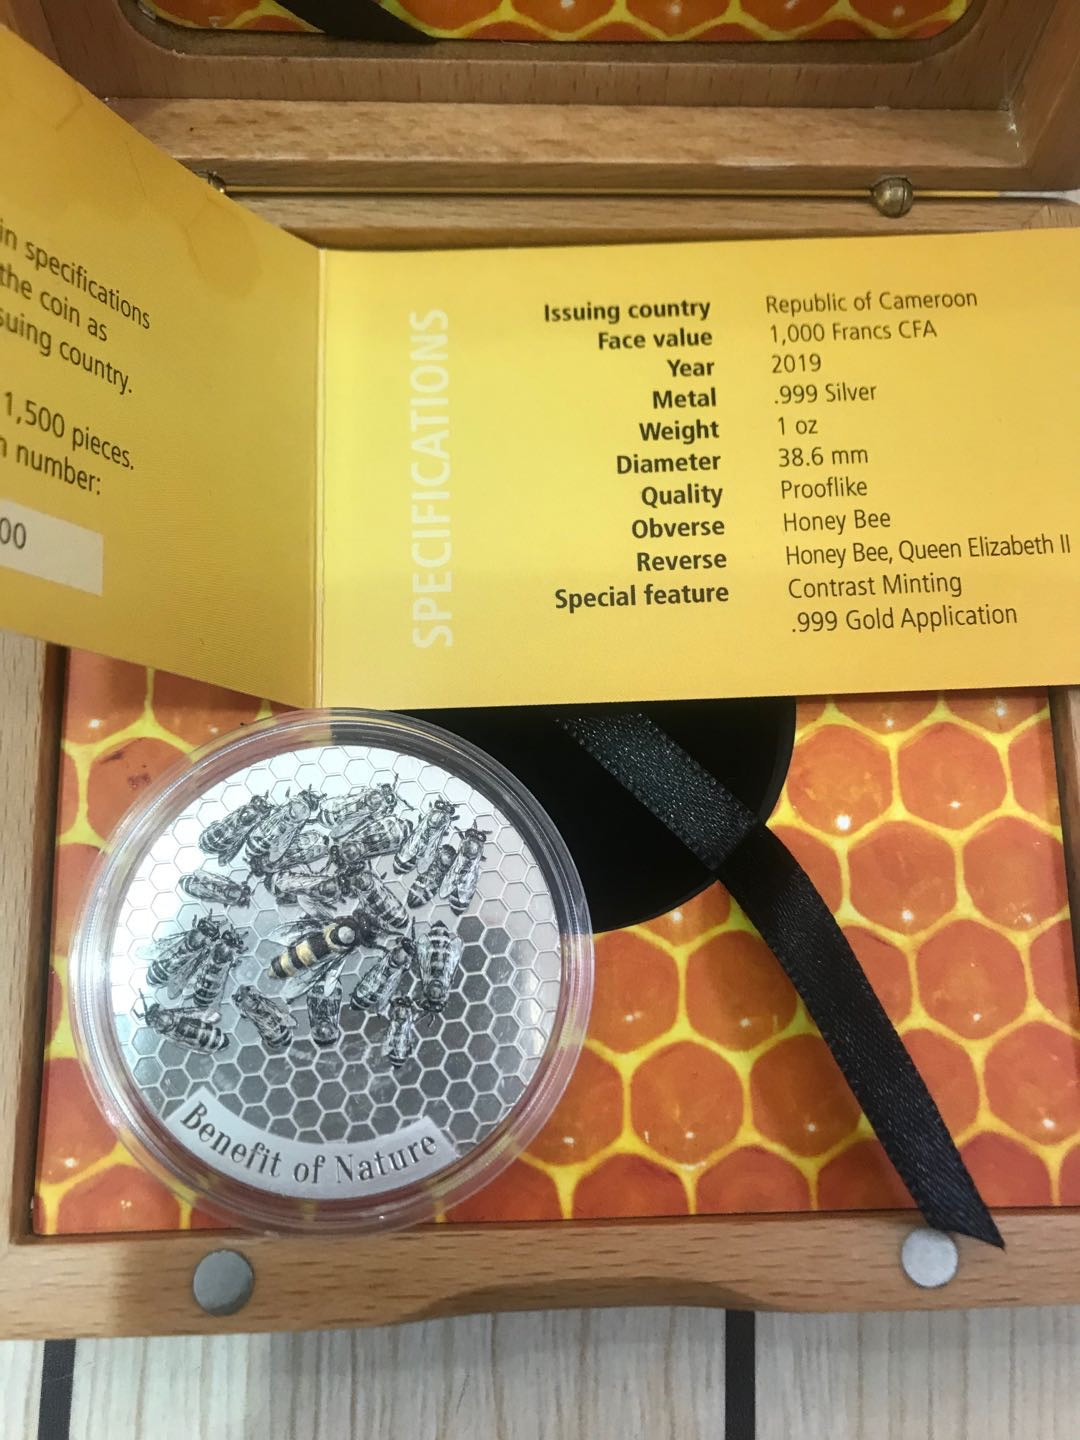 in specifications
the coin as
suing country.
1,500 pieces.
n number:
00
SPECIFICATIONS
Issuing country Republic of Cameroon
Face value 1,000 Francs CFA
Year 2019
Metal .999 Silver
Weight 1 oz
Diameter 38.6 mm
Quality Prooflike
Obverse Honey Bee
Reverse Honey Bee, Queen Elizabeth II
Special feature Contrast Minting
.999 Gold Application
Benefit of Nature